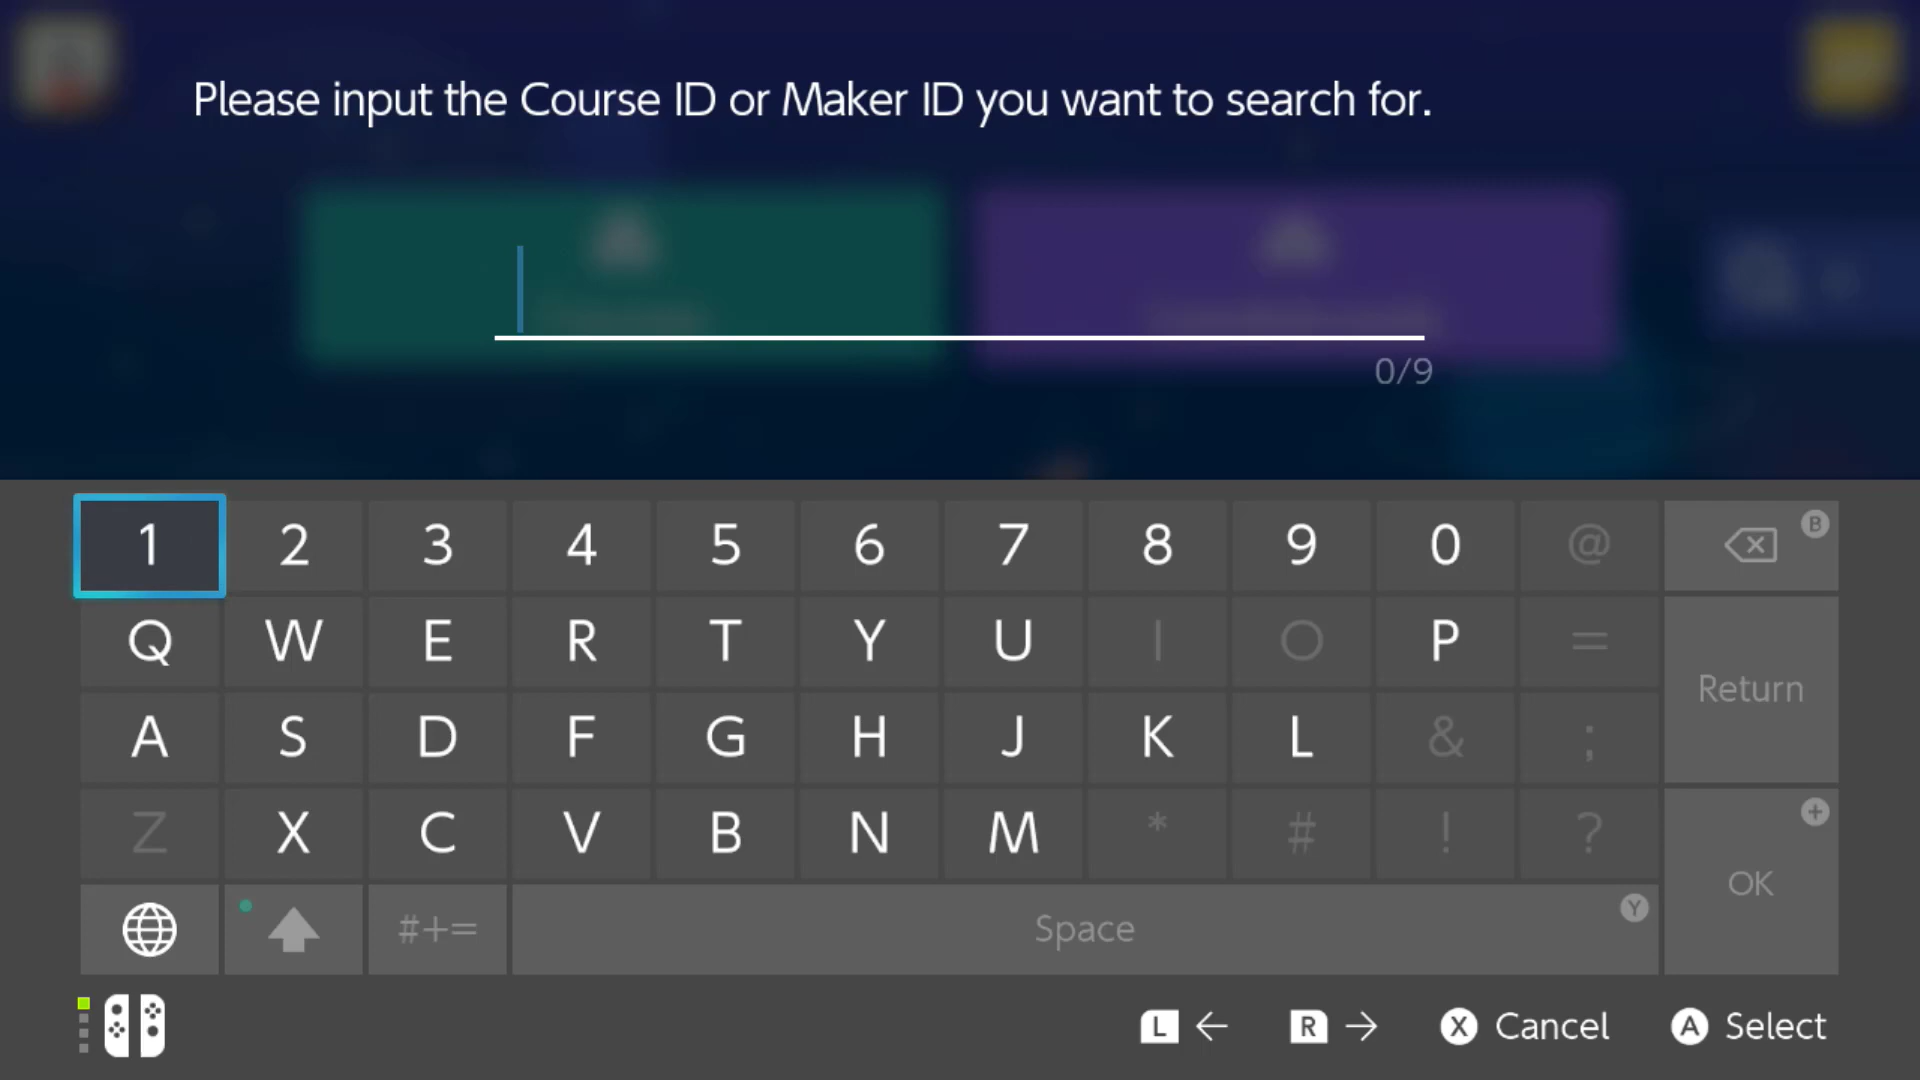 Please input the Course ID or Maker ID you want to search for.
0/9
1 2 3 4 5 6 7 8 9 0 @ B
Q W E R T Y U I O P =
Return
A S D F G H J K L & ;
Z X C V B N M * # ! ? +
OK
#+= Space Y
L ← R → X Cancel A Select